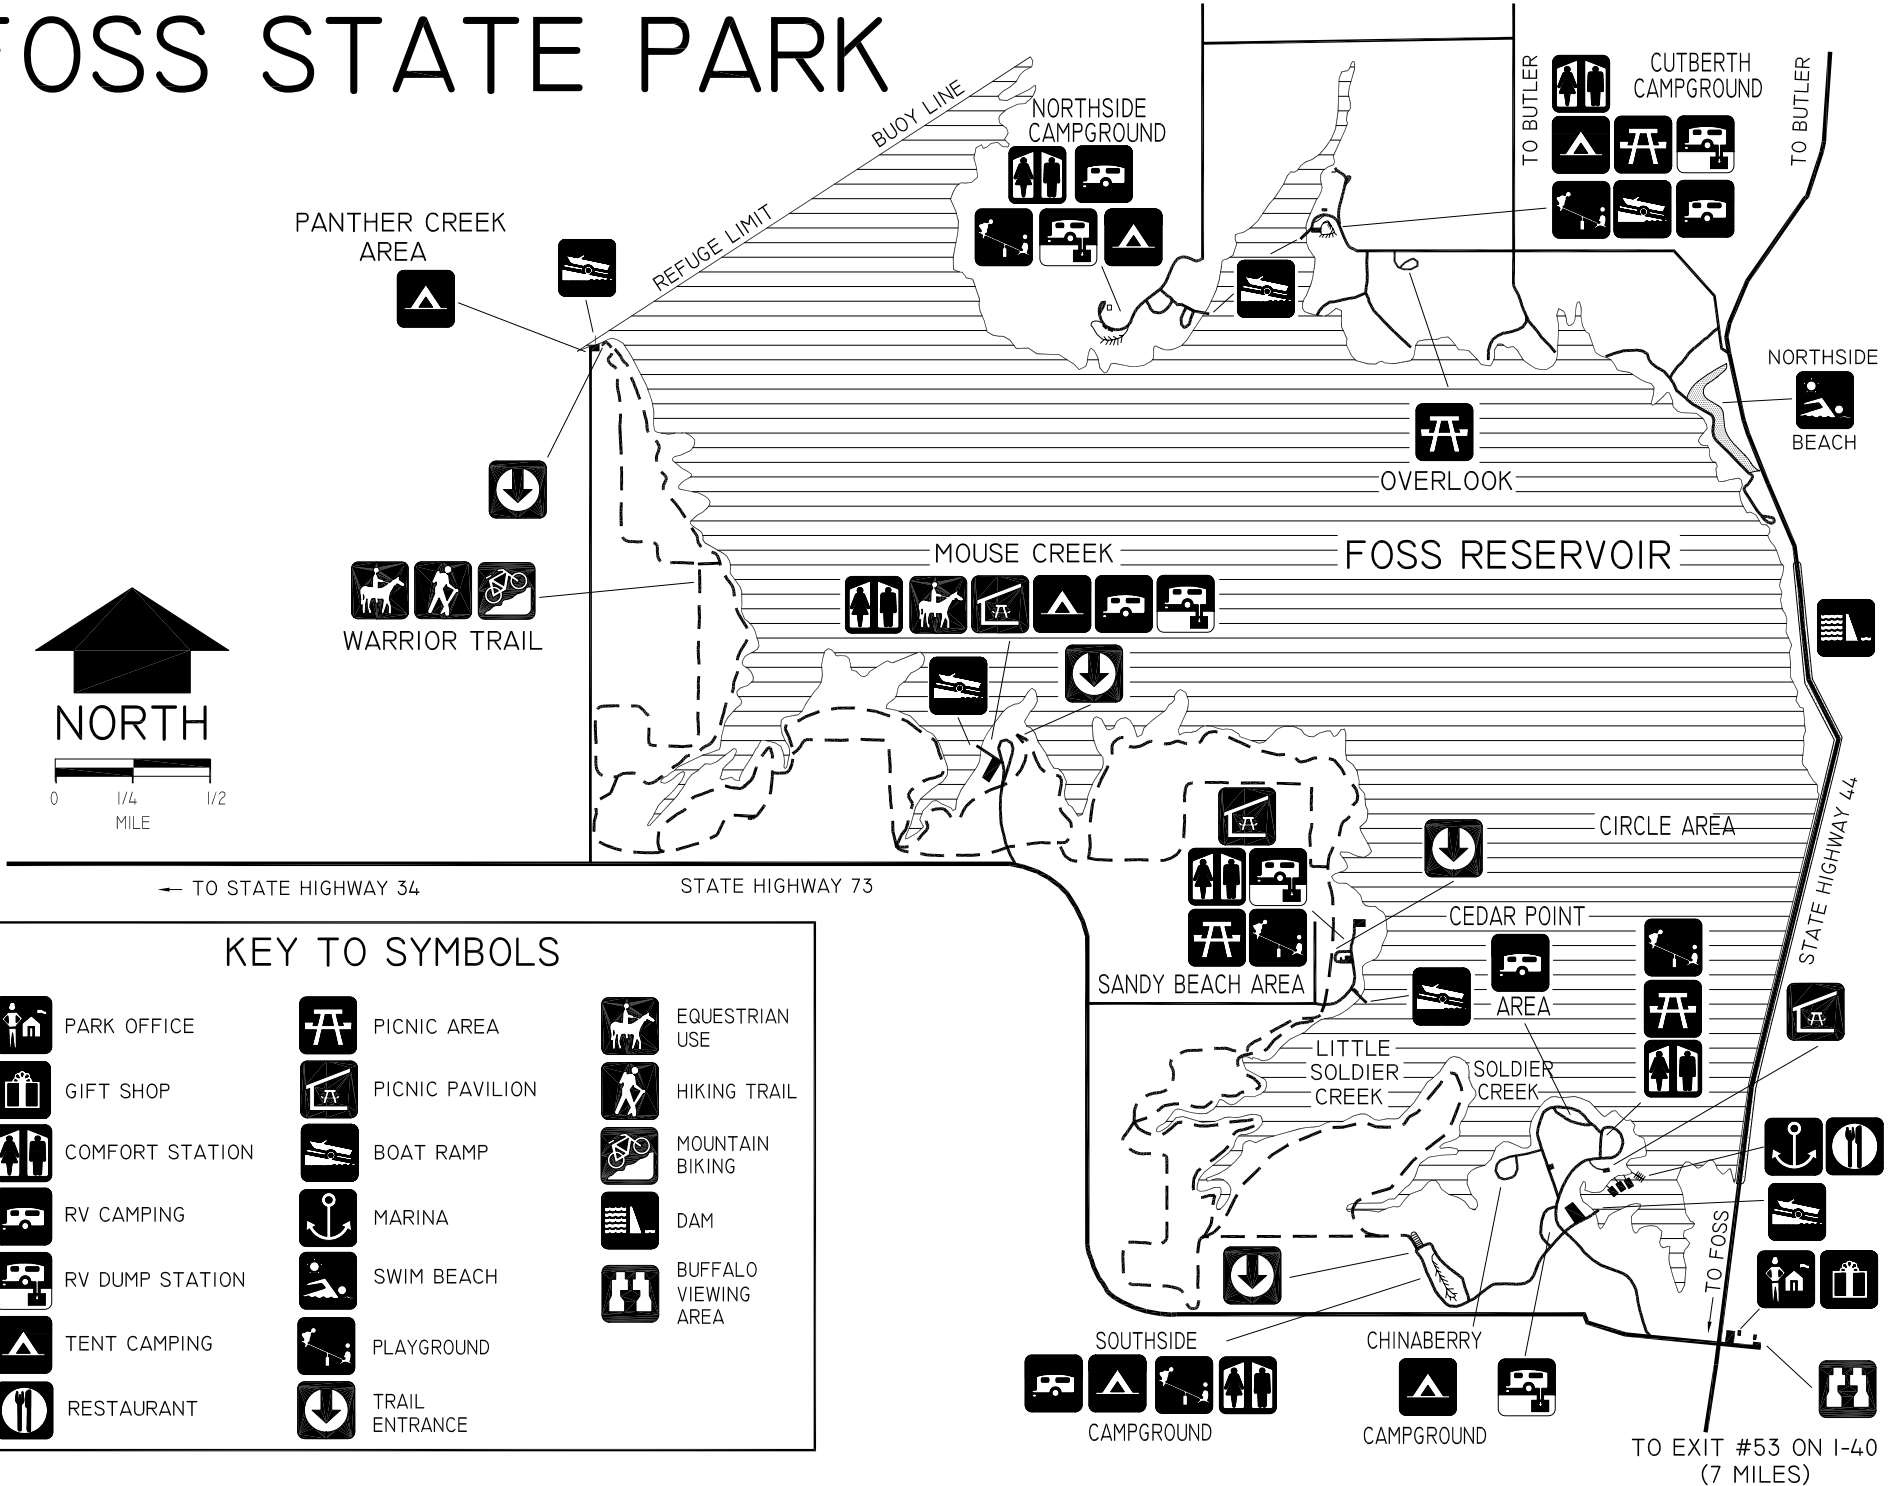 FOSS STATE PARK
BUOY LINE
REFUGE LIMIT
NORTHSIDE
CAMPGROUND
TO BUTLER
CUTBERTH
CAMPGROUND
TO BUTLER
PANTHER CREEK
AREA
NORTHSIDE
BEACH
OVERLOOK
MOUSE CREEK
FOSS RESERVOIR
WARRIOR TRAIL
NORTH
0 1/4 1/2
MILE
CIRCLE AREA
STATE HIGHWAY 44
← TO STATE HIGHWAY 34
STATE HIGHWAY 73
CEDAR POINT
AREA
SANDY BEACH AREA
LITTLE
SOLDIER
CREEK
SOLDIER
CREEK
TO FOSS
SOUTHSIDE
CAMPGROUND
CHINABERRY
CAMPGROUND
TO EXIT #53 ON I-40
(7 MILES)
KEY TO SYMBOLS
PARK OFFICE
GIFT SHOP
COMFORT STATION
RV CAMPING
RV DUMP STATION
TENT CAMPING
RESTAURANT
PICNIC AREA
PICNIC PAVILION
BOAT RAMP
MARINA
SWIM BEACH
PLAYGROUND
TRAIL
ENTRANCE
EQUESTRIAN
USE
HIKING TRAIL
MOUNTAIN
BIKING
DAM
BUFFALO
VIEWING
AREA